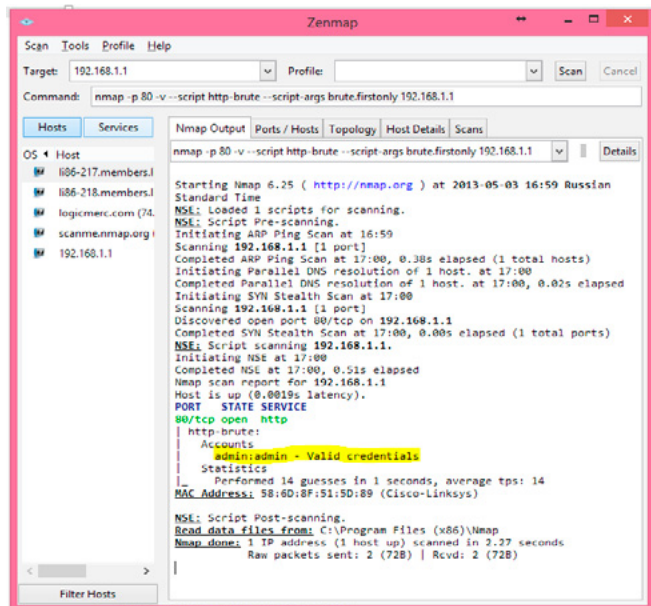 Zenmap
Scan Tools Profile Help
Target: 192.168.1.1 Profile: Scan Cancel
Command: nmap -p 80 -v --script http-brute --script-args brute.firstonly 192.168.1.1
Hosts Services
Nmap Output Ports / Hosts Topology Host Details Scans
OS Host
nmap -p 80 -v --script http-brute --script-args brute.firstonly 192.168.1.1 Details
li86-217.members.l
li86-218.members.l
logicmerc.com (74.
scanme.nmap.org (
192.168.1.1
Starting Nmap 6.25 ( http://nmap.org ) at 2013-05-03 16:59 Russian
Standard Time
NSE: Loaded 1 scripts for scanning.
NSE: Script Pre-scanning.
Initiating ARP Ping Scan at 16:59
Scanning 192.168.1.1 [1 port]
Completed ARP Ping Scan at 17:00, 0.38s elapsed (1 total hosts)
Initiating Parallel DNS resolution of 1 host. at 17:00
Completed Parallel DNS resolution of 1 host. at 17:00, 0.02s elapsed
Initiating SYN Stealth Scan at 17:00
Scanning 192.168.1.1 [1 port]
Discovered open port 80/tcp on 192.168.1.1
Completed SYN Stealth Scan at 17:00, 0.00s elapsed (1 total ports)
NSE: Script scanning 192.168.1.1.
Initiating NSE at 17:00
Completed NSE at 17:00, 0.51s elapsed
Nmap scan report for 192.168.1.1
Host is up (0.0019s latency).
PORT STATE SERVICE
80/tcp open http
| http-brute:
| Accounts
| admin:admin - Valid credentials
| Statistics
|_ Performed 14 guesses in 1 seconds, average tps: 14
MAC Address: 58:6D:8F:51:5D:89 (Cisco-Linksys)
NSE: Script Post-scanning.
Read data files from: C:\Program Files (x86)\Nmap
Nmap done: 1 IP address (1 host up) scanned in 2.27 seconds
Raw packets sent: 2 (72B) | Rcvd: 2 (72B)
Filter Hosts